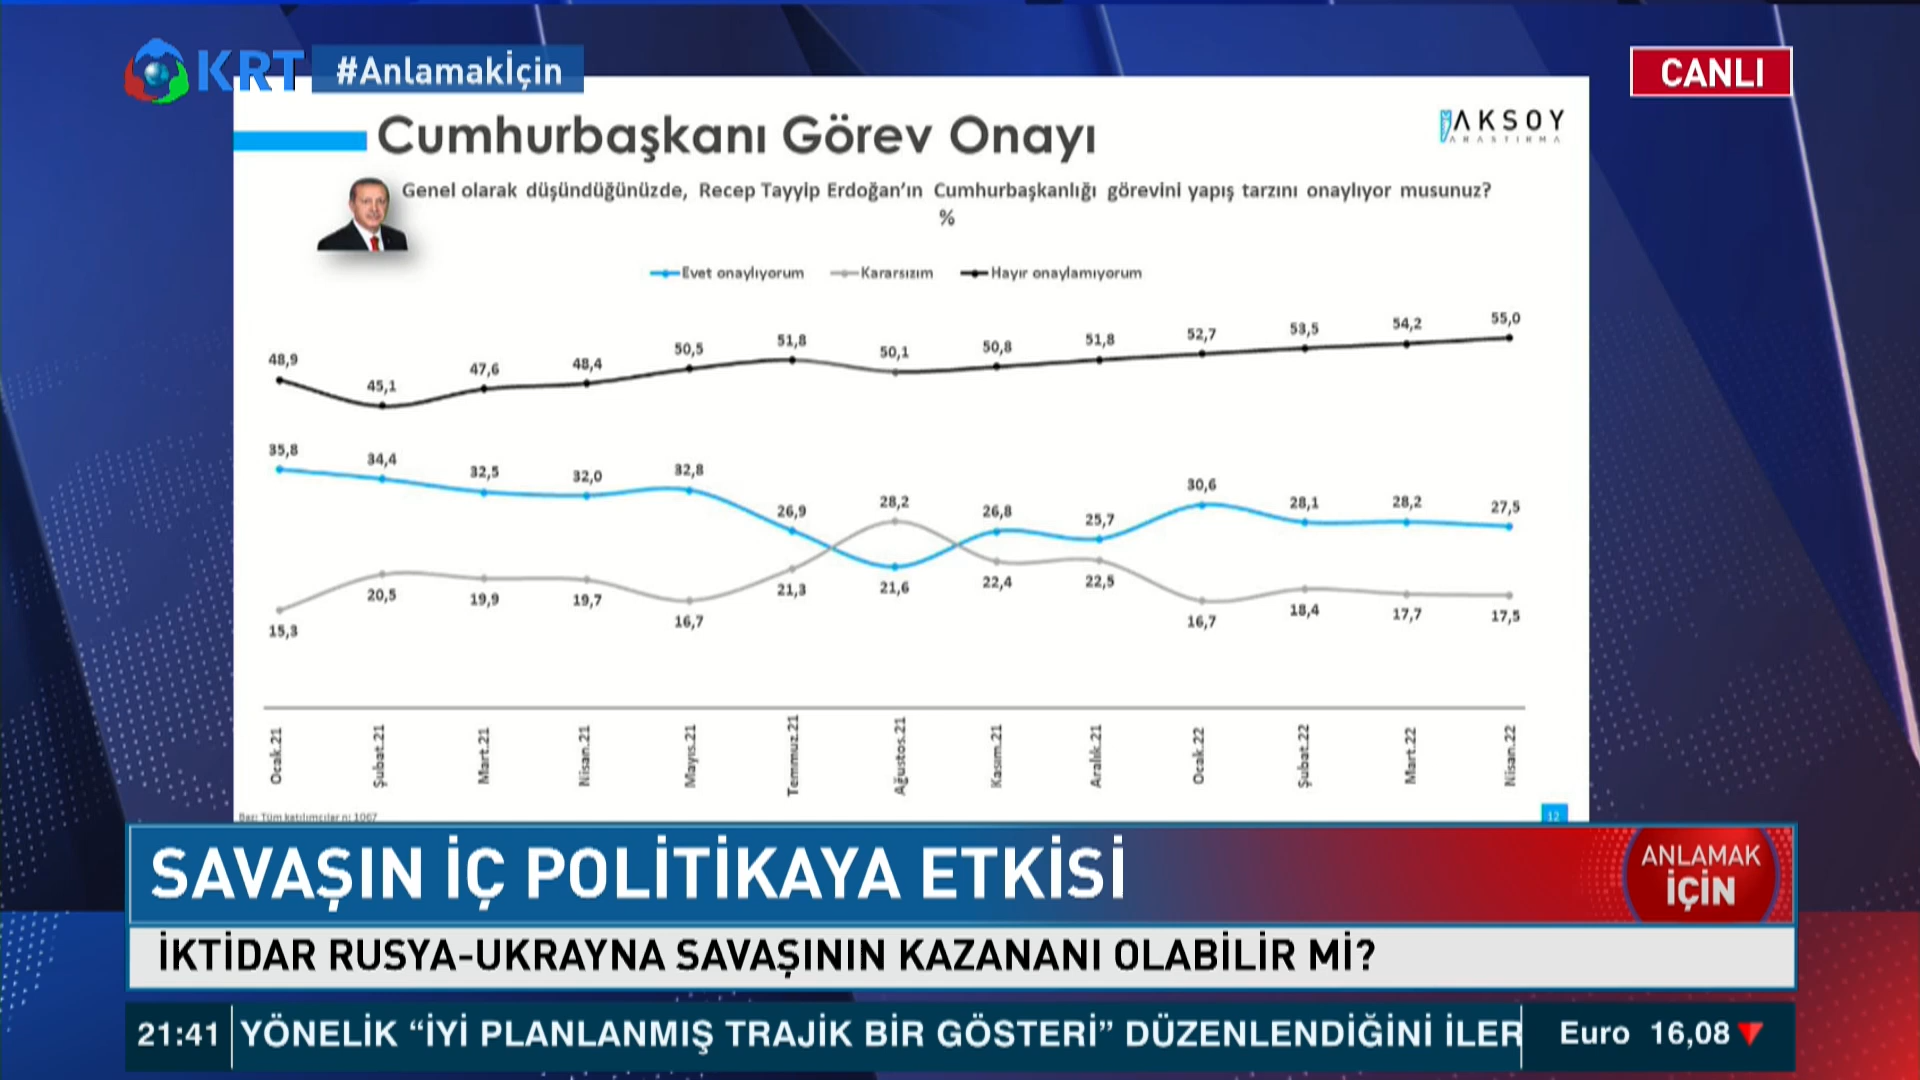 KRT
#Anlamakİçin
CANLI
Cumhurbaşkanı Görev Onayı
AKSOY
ARAŞTIRMA
Genel olarak düşündüğünüzde, Recep Tayyip Erdoğan’ın Cumhurbaşkanlığı görevini yapış tarzını onaylıyor musunuz?
%
Evet onaylıyorum Kararsızım Hayır onaylamıyorum
48,9 45,1 47,6 48,4 50,5 51,8 50,1 50,8 51,8 52,7 53,5 54,2 55,0
35,8 34,4 32,5 32,0 32,8 26,9 21,6 26,8 25,7 30,6 28,1 28,2 27,5
15,3 20,5 19,9 19,7 16,7 21,3 28,2 22,4 22,5 16,7 18,4 17,7 17,5
Ocak.21 Şubat.21 Mart.21 Nisan.21 Mayıs.21 Temmuz.21 Ağustos.21 Kasım.21 Aralık.21 Ocak.22 Şubat.22 Mart.22 Nisan.22
Baz: Tüm katılımcılar n: 1067
12
SAVAŞIN İÇ POLİTİKAYA ETKİSİ
ANLAMAK
İÇİN
İKTİDAR RUSYA-UKRAYNA SAVAŞININ KAZANANI OLABİLİR Mİ?
21:41 YÖNELİK “İYİ PLANLANMIŞ TRAJİK BİR GÖSTERİ” DÜZENLENDİĞİNİ İLER Euro 16,08